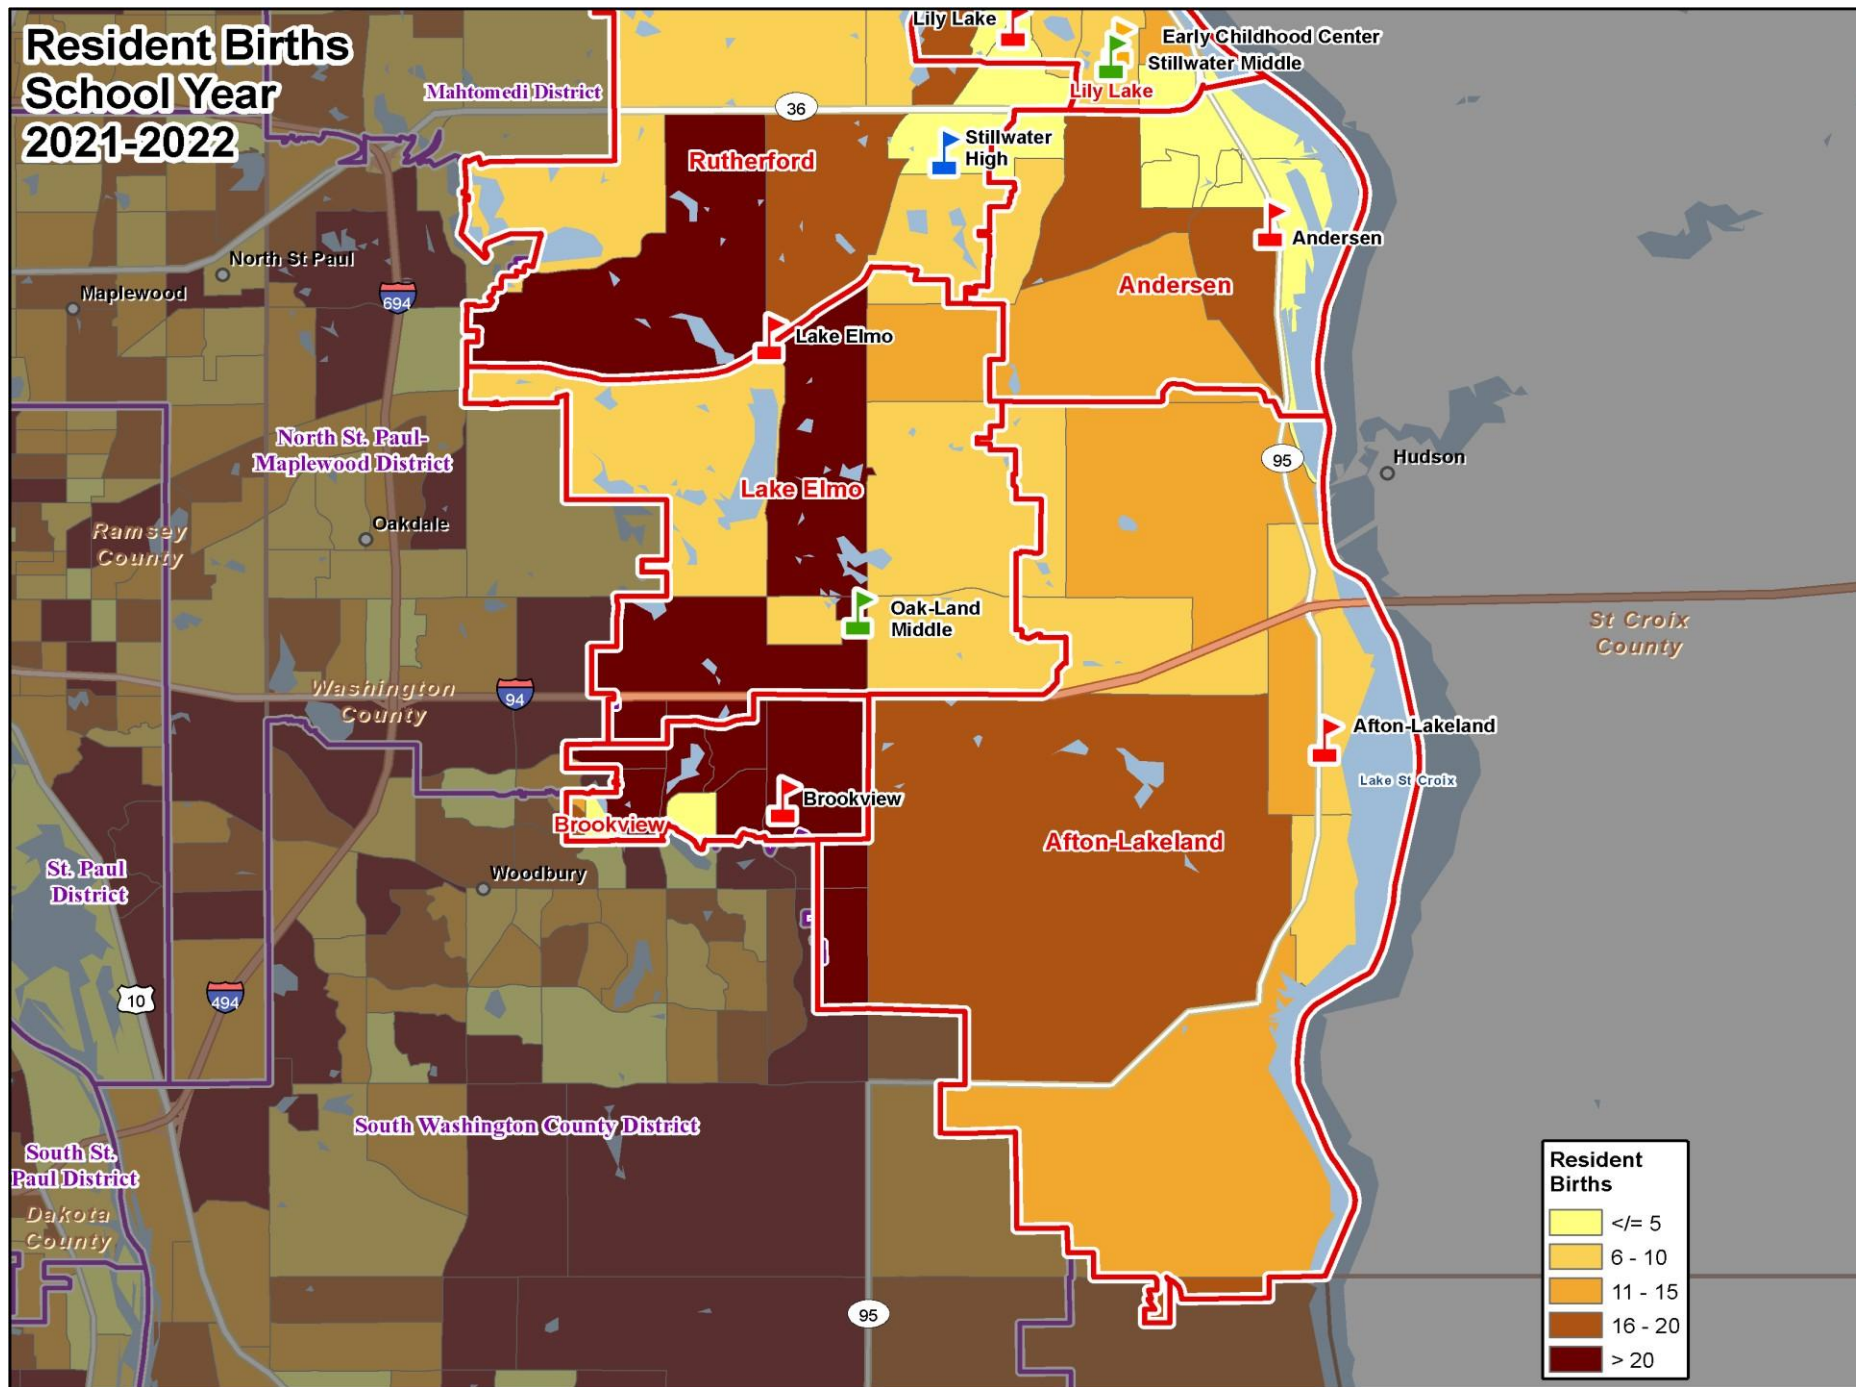 Resident Births
School Year
2021-2022
Mahtomedi District
36
Lily Lake
Early Childhood Center
Stillwater Middle
Lily Lake
Stillwater
High
Rutherford
Andersen
Andersen
North St Paul
Maplewood
694
Lake Elmo
North St. Paul-
Maplewood District
95
Hudson
Lake Elmo
Ramsey
County
Oakdale
Oak-Land
Middle
St Croix
County
Washington
County
94
Afton-Lakeland
Lake St Croix
Brookview
Brookview
Afton-Lakeland
St. Paul
District
Woodbury
10
494
South Washington County District
South St.
Paul District
Dakota
County
95
Resident
Births
</= 5
6 - 10
11 - 15
16 - 20
> 20